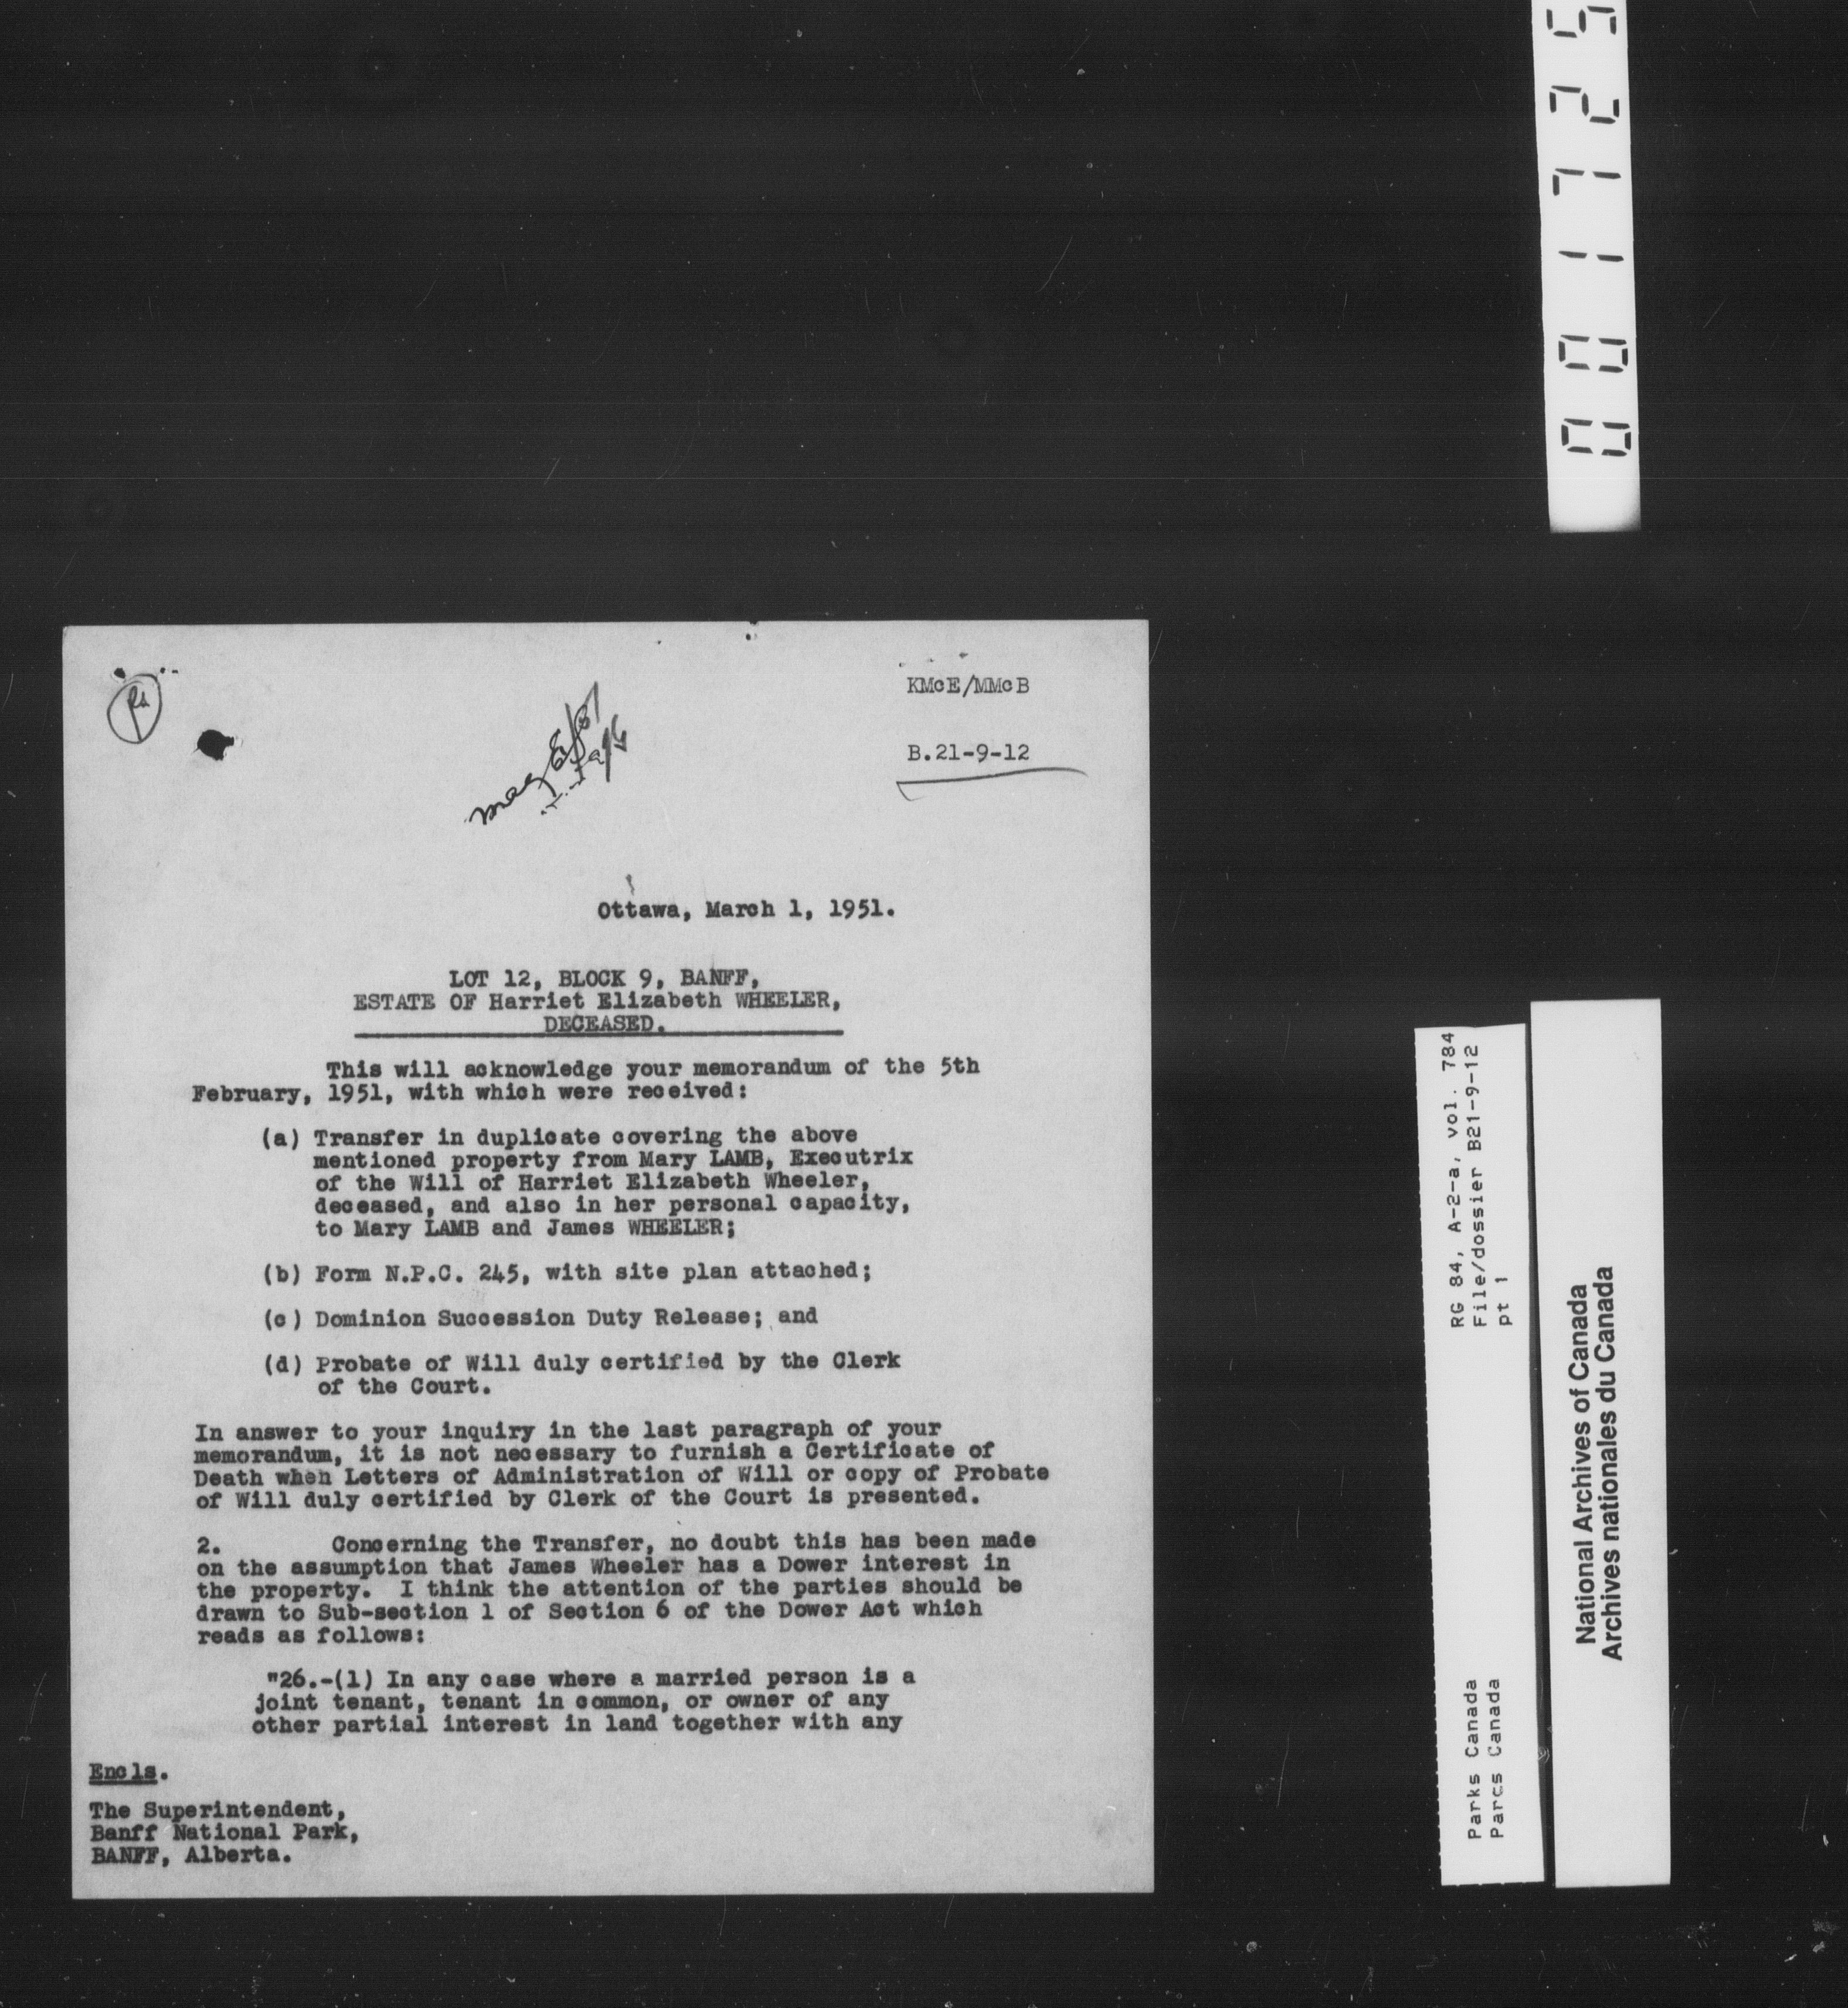 001725
KMcE/MMcB
B.21-9-12
Ottawa, March 1, 1951.
LOT 12, BLOCK 9, BANFF,
ESTATE OF Harriet Elizabeth WHEELER,
DECEASED.
This will acknowledge your memorandum of the 5th
February, 1951, with which were received:
(a) Transfer in duplicate covering the above
mentioned property from Mary LAMB, Executrix
of the Will of Harriet Elizabeth Wheeler,
deceased, and also in her personal capacity,
to Mary LAMB and James WHEELER;
(b) Form N.P.C. 245, with site plan attached;
(c) Dominion Succession Duty Release; and
(d) Probate of Will duly certified by the Clerk
of the Court.
In answer to your inquiry in the last paragraph of your
memorandum, it is not necessary to furnish a Certificate of
Death when Letters of Administration of Will or copy of Probate
of Will duly certified by Clerk of the Court is presented.
2. Concerning the Transfer, no doubt this has been made
on the assumption that James Wheeler has a Dower interest in
the property. I think the attention of the parties should be
drawn to Sub-section 1 of Section 6 of the Dower Act which
reads as follows:
"26.-(1) In any case where a married person is a
joint tenant, tenant in common, or owner of any
other partial interest in land together with any
Encls.
The Superintendent,
Banff National Park,
BANFF, Alberta.
RG 84, A-2-a, vol. 784
File/dossier B21-9-12
pt 1
Parks Canada
Parcs Canada
National Archives of Canada
Archives nationales du Canada